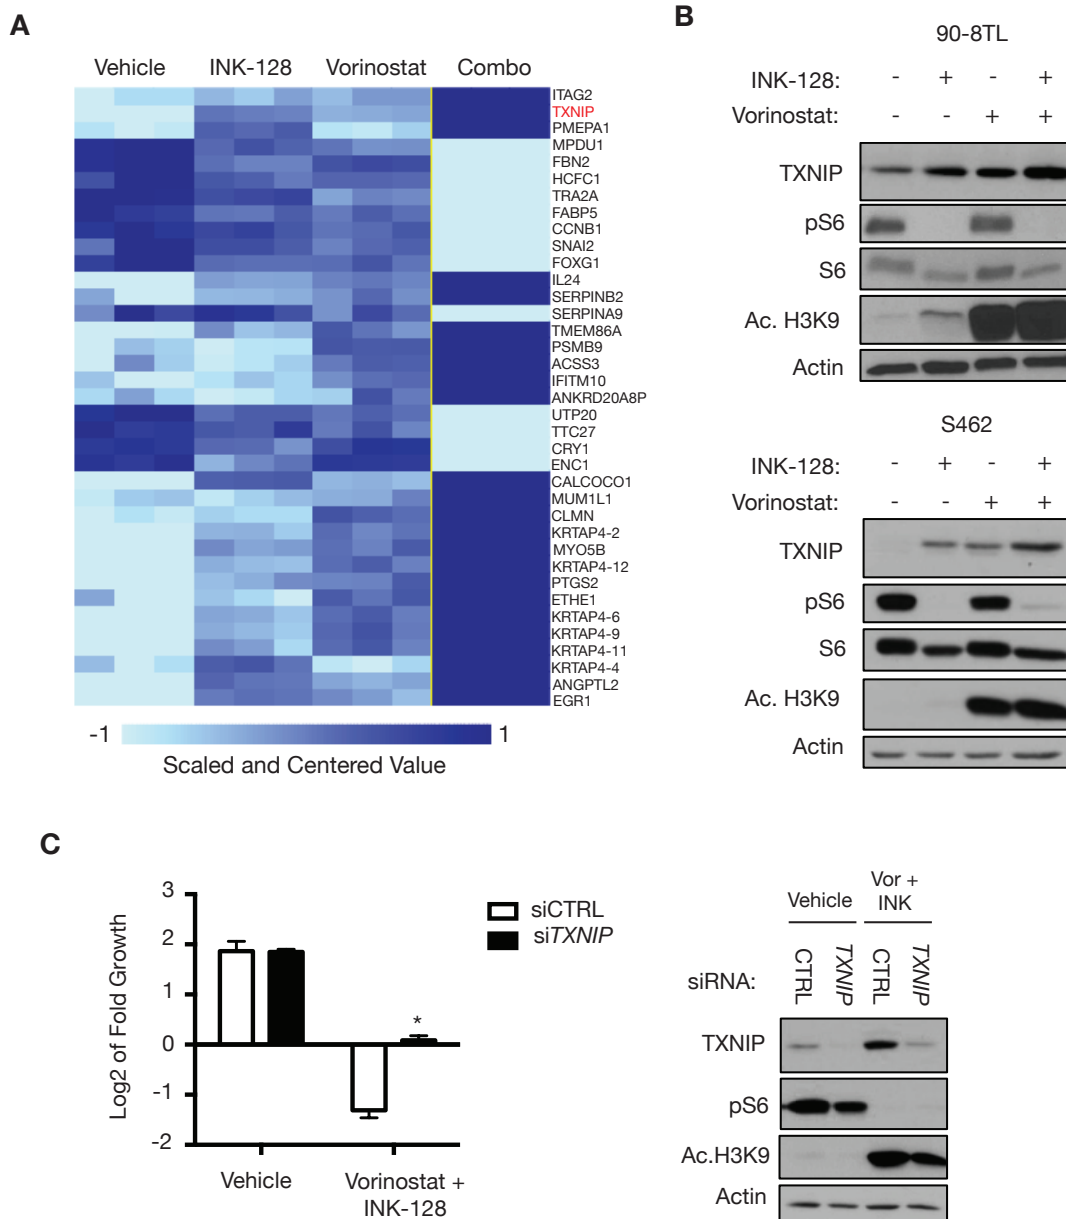 A
Vehicle INK-128 Vorinostat Combo
ITAG2
TXNIP
PMEPA1
MPDU1
FBN2
HCFC1
TRA2A
FABP5
CCNB1
SNAI2
FOXG1
IL24
SERPINB2
SERPINA9
TMEM86A
PSMB9
ACSS3
IFITM10
ANKRD20A8P
UTP20
TTC27
CRY1
ENC1
CALCOCO1
MUM1L1
CLMN
KRTAP4-2
MYO5B
KRTAP4-12
PTGS2
ETHE1
KRTAP4-6
KRTAP4-9
KRTAP4-11
KRTAP4-4
ANGPTL2
EGR1
-1 1
Scaled and Centered Value
B
90-8TL
INK-128: - + - +
Vorinostat: - - + +
TXNIP
pS6
S6
Ac. H3K9
Actin
S462
INK-128: - + - +
Vorinostat: - - + +
TXNIP
pS6
S6
Ac. H3K9
Actin
C
Log2 of Fold Growth
3
2
1
0
-1
-2
*
Vehicle
Vorinostat +
INK-128
siCTRL
siTXNIP
Vehicle
Vor +
INK
siRNA: CTRL TXNIP CTRL TXNIP
TXNIP
pS6
Ac.H3K9
Actin